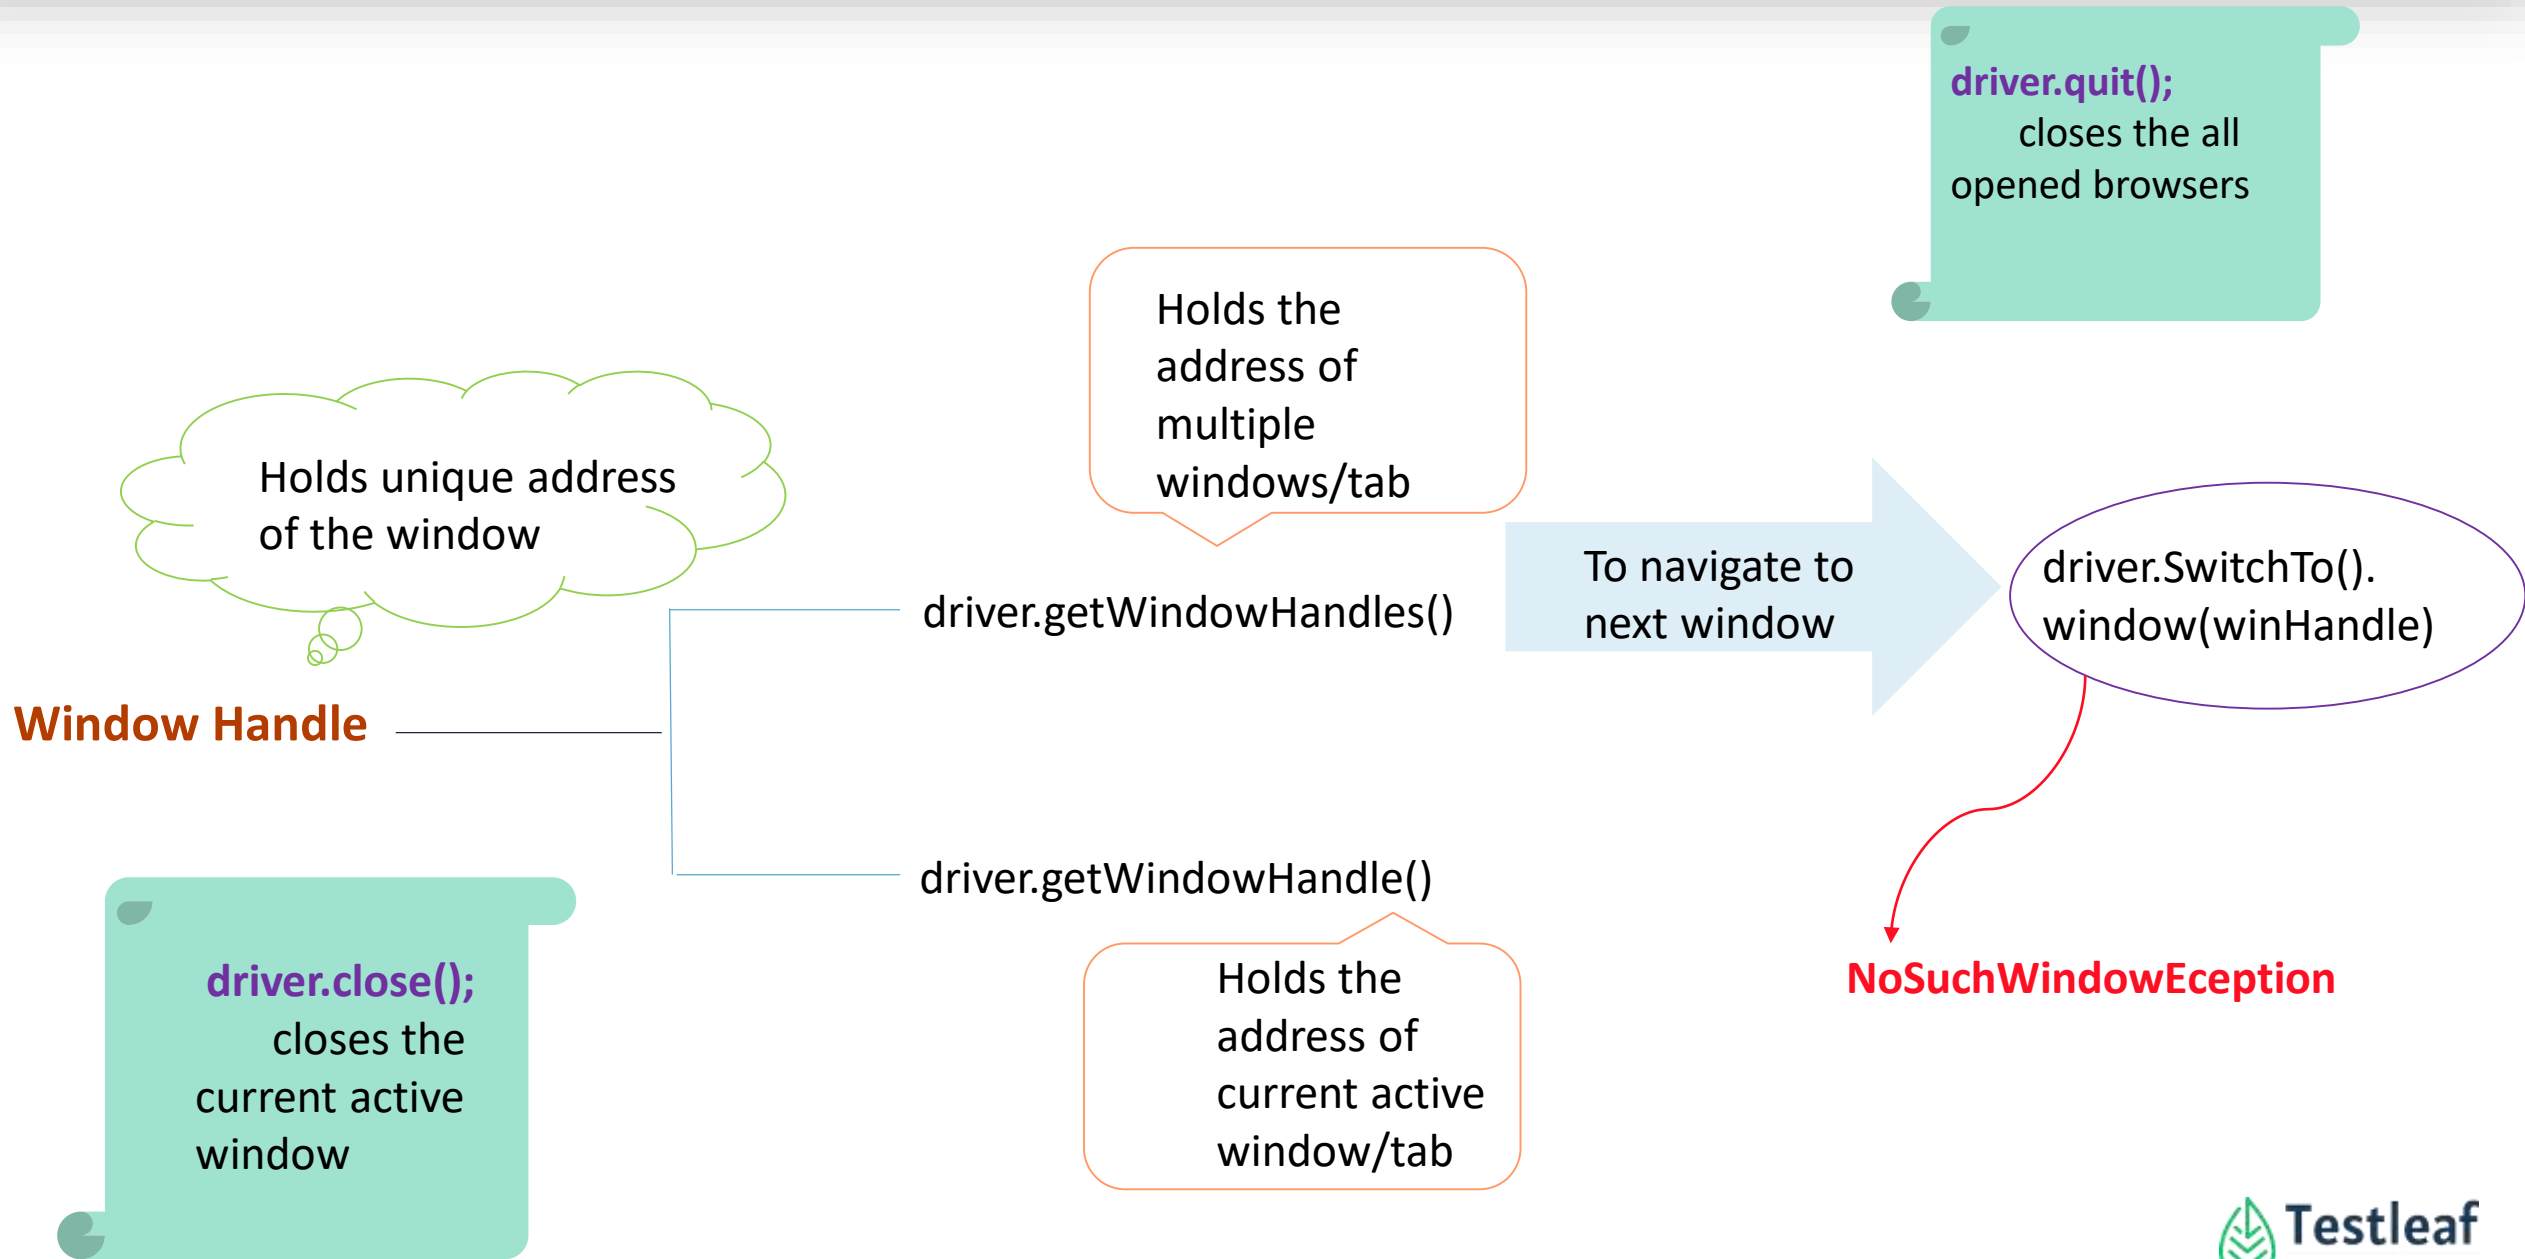 driver.quit();
closes the all
opened browsers
Holds the
address of
multiple
windows/tab
Holds unique address
of the window
To navigate to
next window
driver.SwitchTo().
window(winHandle)
driver.getWindowHandles()
Window Handle
driver.getWindowHandle()
driver.close();
closes the
current active
window
Holds the
address of
current active
window/tab
NoSuchWindowEception
Testleaf